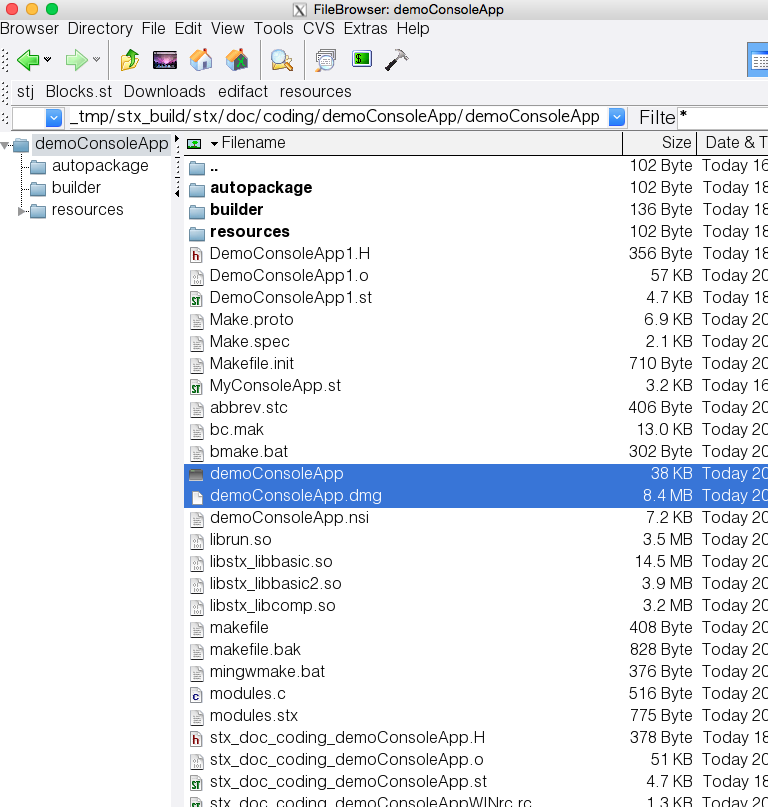 FileBrowser: demoConsoleApp
Browser Directory File Edit View Tools CVS Extras Help
stj Blocks.st Downloads edifact resources
_tmp/stx_build/stx/doc/coding/demoConsoleApp/demoConsoleApp Filte *
demoConsoleApp
autopackage
builder
resources
Filename Size Date & T
.. 102 Byte Today 16
autopackage 102 Byte Today 18
builder 136 Byte Today 18
resources 102 Byte Today 18
DemoConsoleApp1.H 356 Byte Today 18
DemoConsoleApp1.o 57 KB Today 20
DemoConsoleApp1.st 4.7 KB Today 18
Make.proto 6.9 KB Today 20
Make.spec 2.1 KB Today 20
Makefile.init 710 Byte Today 20
MyConsoleApp.st 3.2 KB Today 16
abbrev.stc 406 Byte Today 20
bc.mak 13.0 KB Today 20
bmake.bat 302 Byte Today 20
demoConsoleApp 38 KB Today 20
demoConsoleApp.dmg 8.4 MB Today 20
demoConsoleApp.nsi 7.2 KB Today 20
librun.so 3.5 MB Today 20
libstx_libbasic.so 14.5 MB Today 20
libstx_libbasic2.so 3.9 MB Today 20
libstx_libcomp.so 3.2 MB Today 20
makefile 408 Byte Today 20
makefile.bak 828 Byte Today 20
mingwmake.bat 376 Byte Today 20
modules.c 516 Byte Today 20
modules.stx 775 Byte Today 20
stx_doc_coding_demoConsoleApp.H 378 Byte Today 18
stx_doc_coding_demoConsoleApp.o 51 KB Today 20
stx_doc_coding_demoConsoleApp.st 4.7 KB Today 18
stx_doc_coding_demoConsoleAppWINrc.rc 1.3 KB Today 20